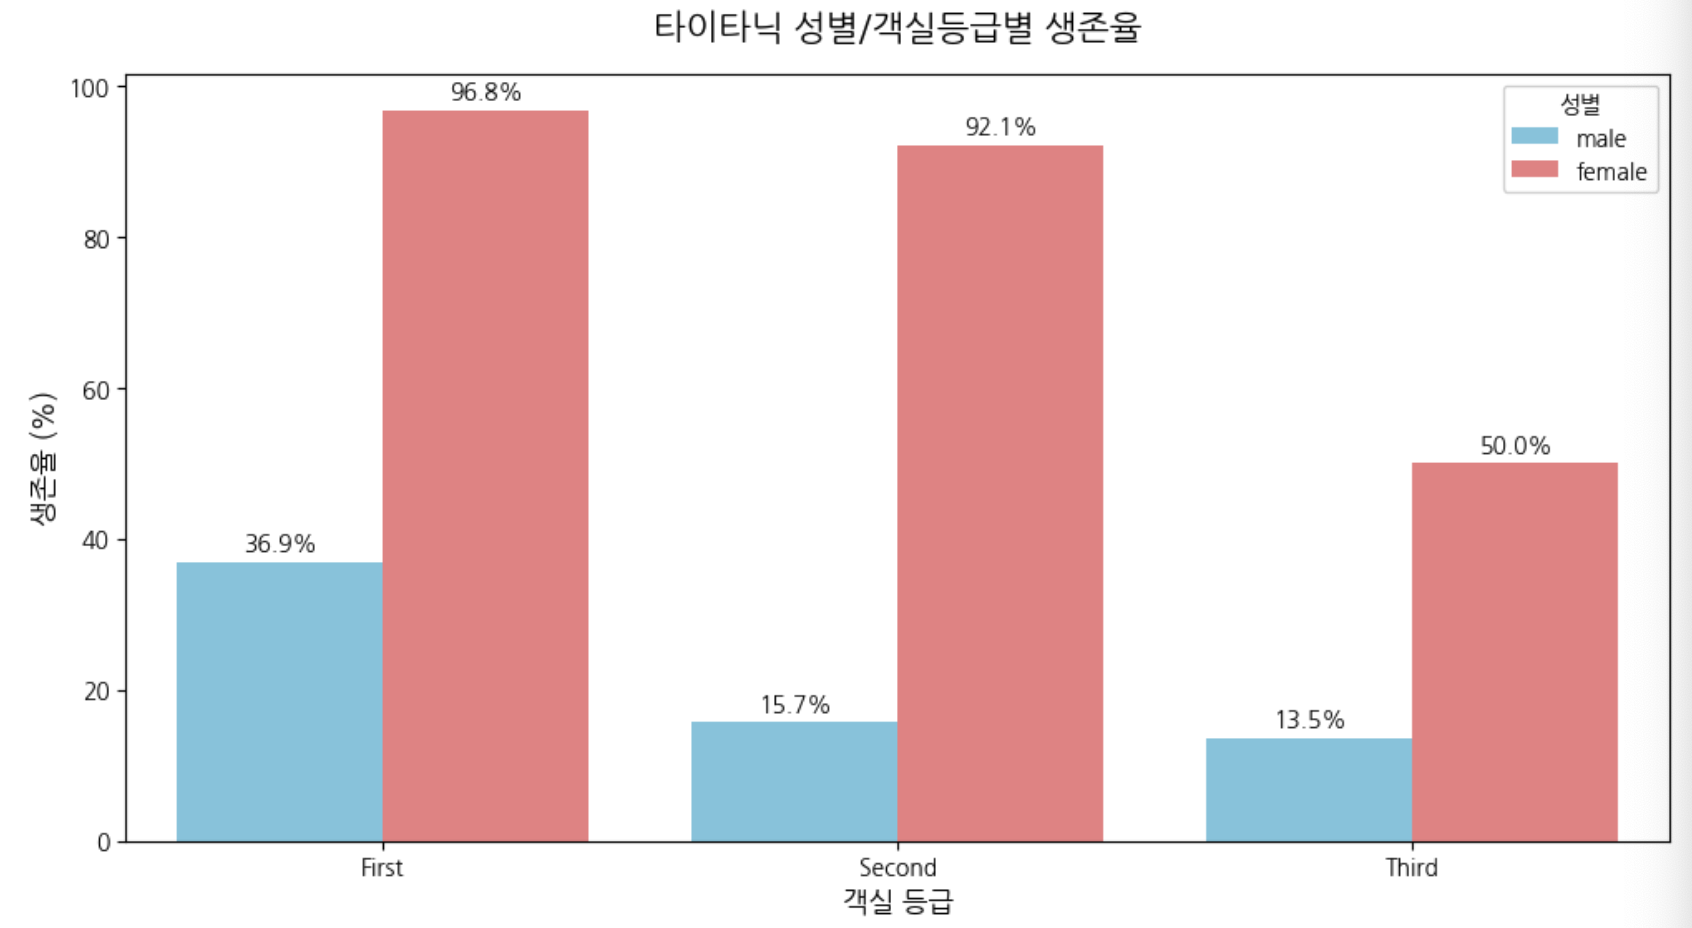 타이타닉 성별/객실등급별 생존율
생존율 (%)
100
80
60
40
20
0
36.9%
96.8%
15.7%
92.1%
13.5%
50.0%
성별
male
female
First
Second
Third
객실 등급